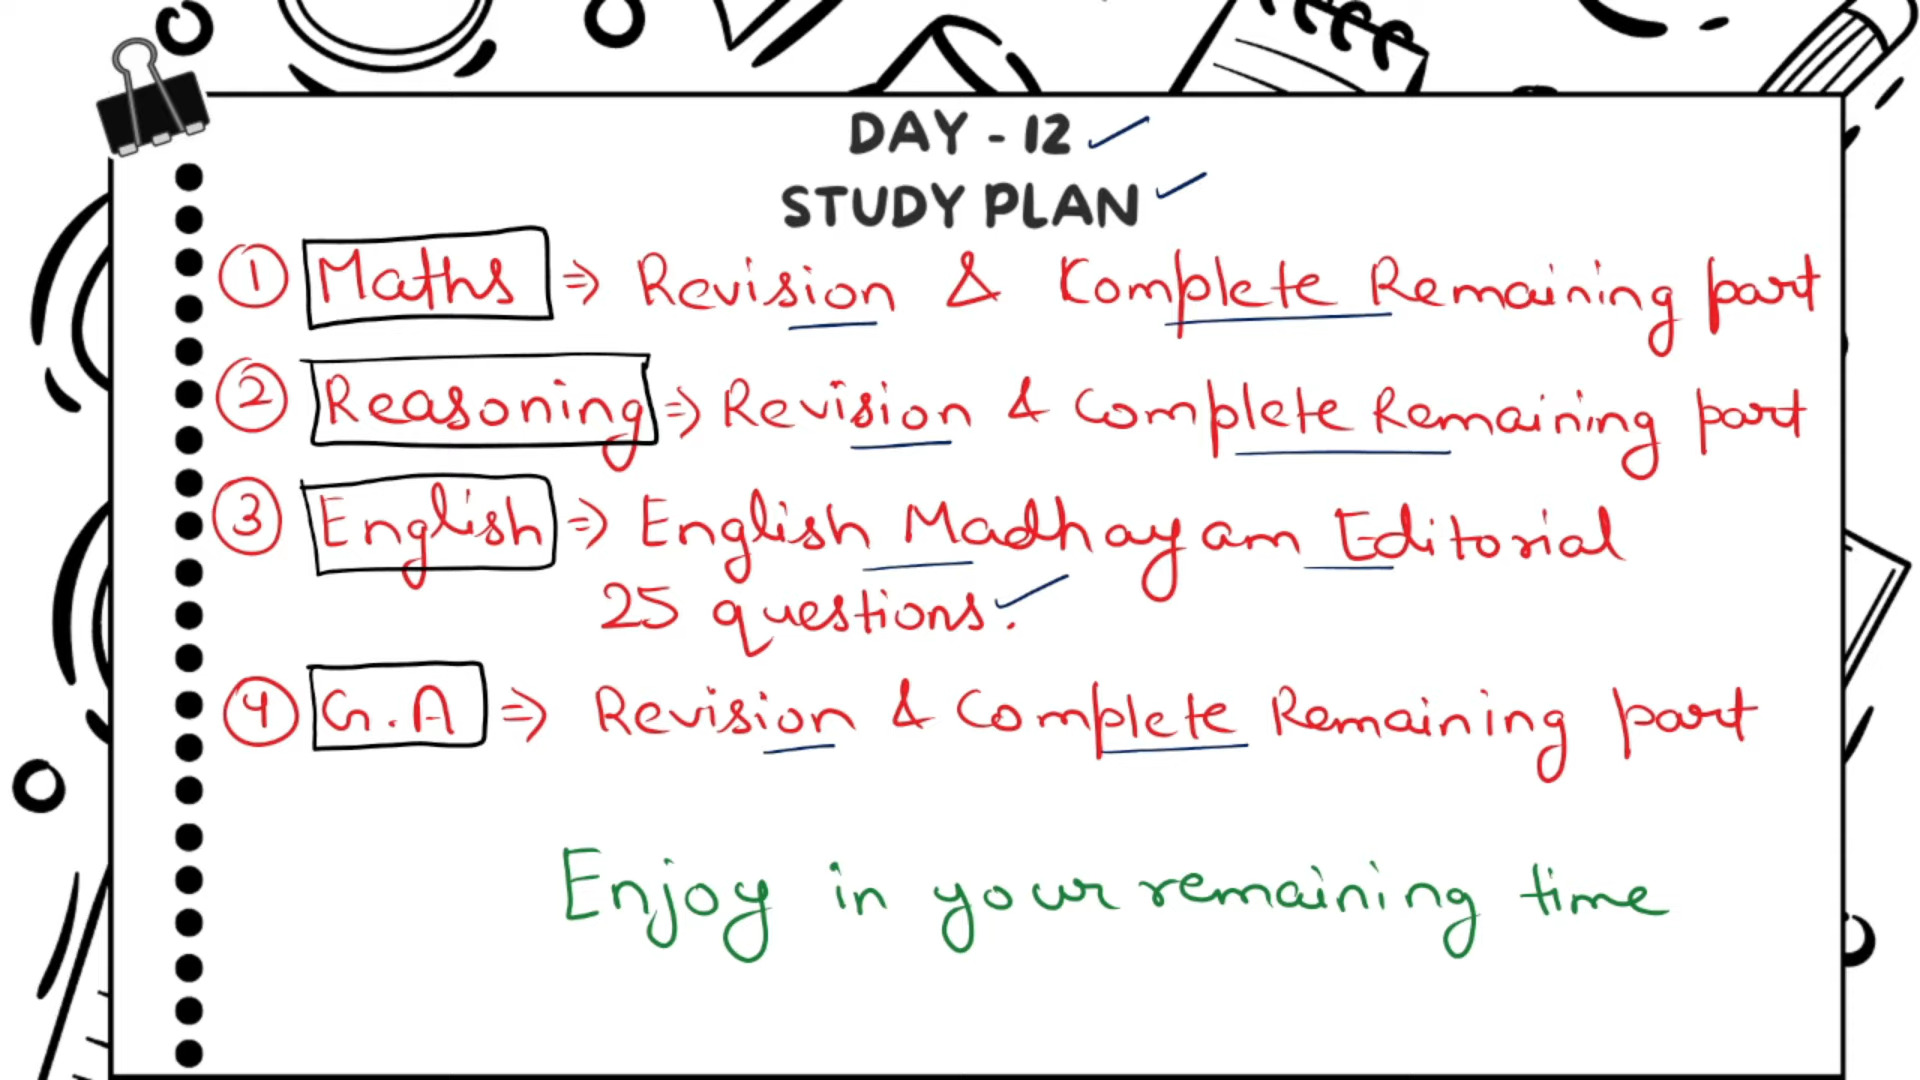 DAY - 12
STUDY PLAN
1 Maths ⇒ Revision & Complete Remaining part
2 Reasoning ⇒ Revision & Complete Remaining part
3 English ⇒ English Madhayam Editorial
25 questions.
4 G.A ⇒ Revision & Complete Remaining part
Enjoy in your remaining time